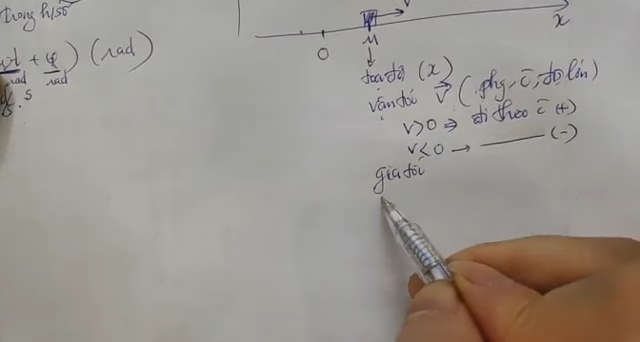 trong h/số
ωt + φ) (rad)
rad rad
.s
v
O M x
toạ độ (x)
vận tốc v⃗ (phg, c̄, độ lớn)
v>0 ⇒ đi theo c̄ (+)
v<0 → ——— (-)
gia tốc